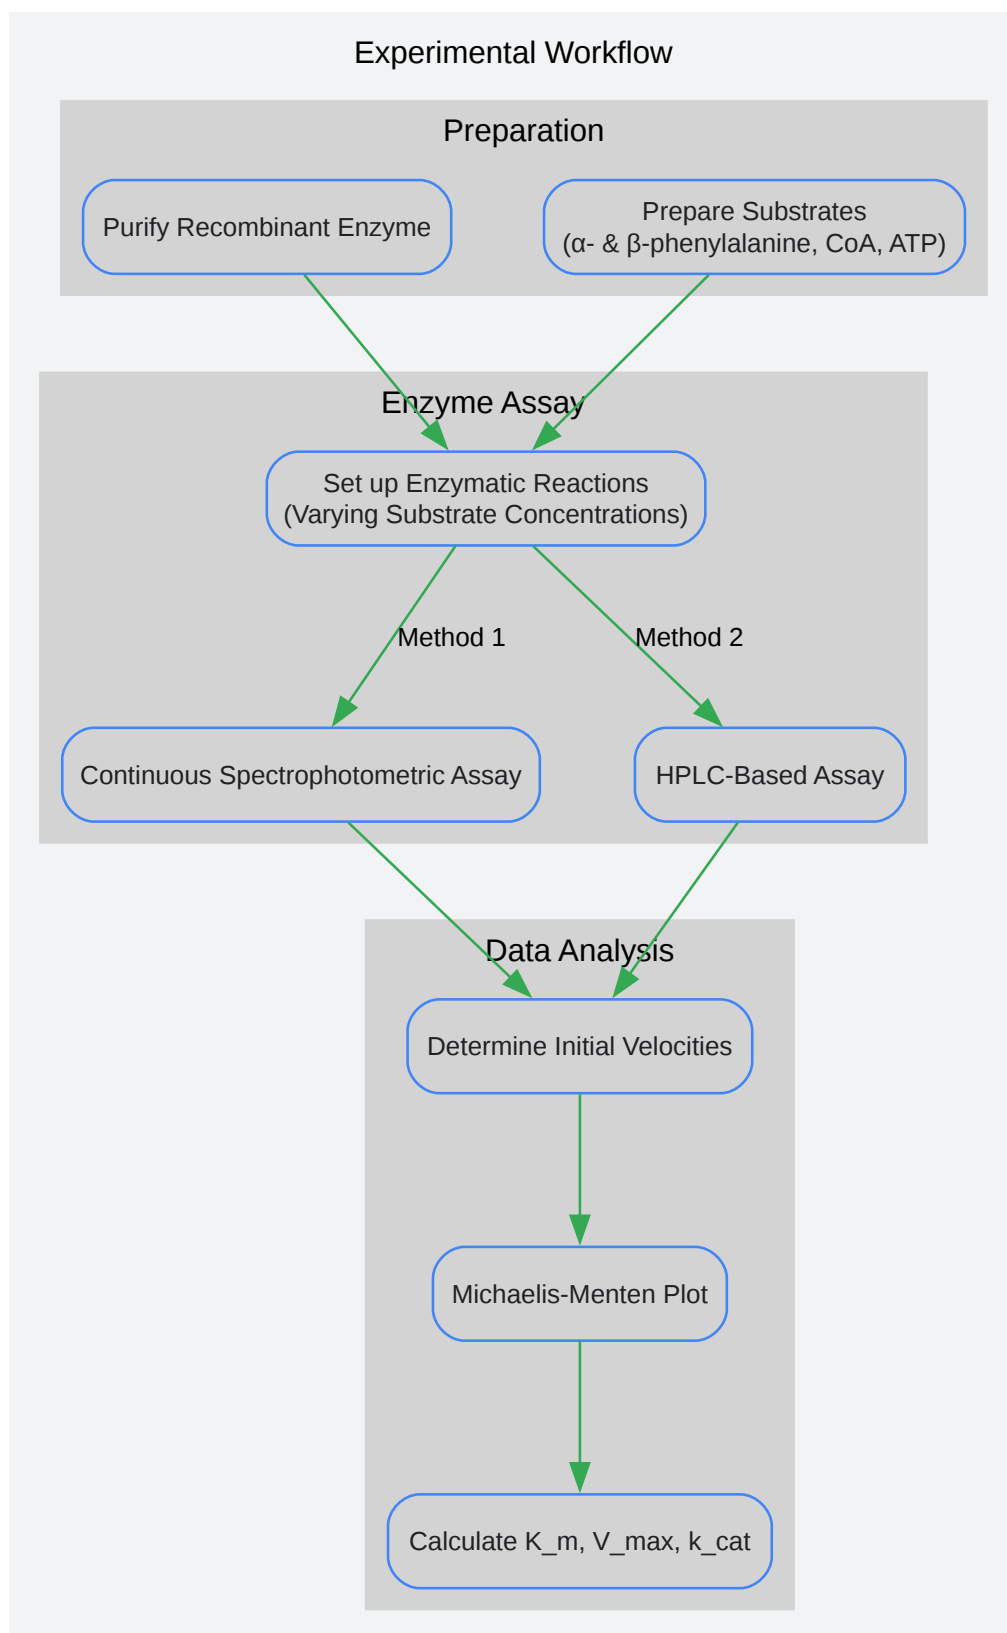 Experimental Workflow
Preparation
Purify Recombinant Enzyme
Prepare Substrates
(α- & β-phenylalanine, CoA, ATP)
Enzyme Assay
Set up Enzymatic Reactions
(Varying Substrate Concentrations)
Method 1
Method 2
Continuous Spectrophotometric Assay
HPLC-Based Assay
Data Analysis
Determine Initial Velocities
Michaelis-Menten Plot
Calculate K_m, V_max, k_cat